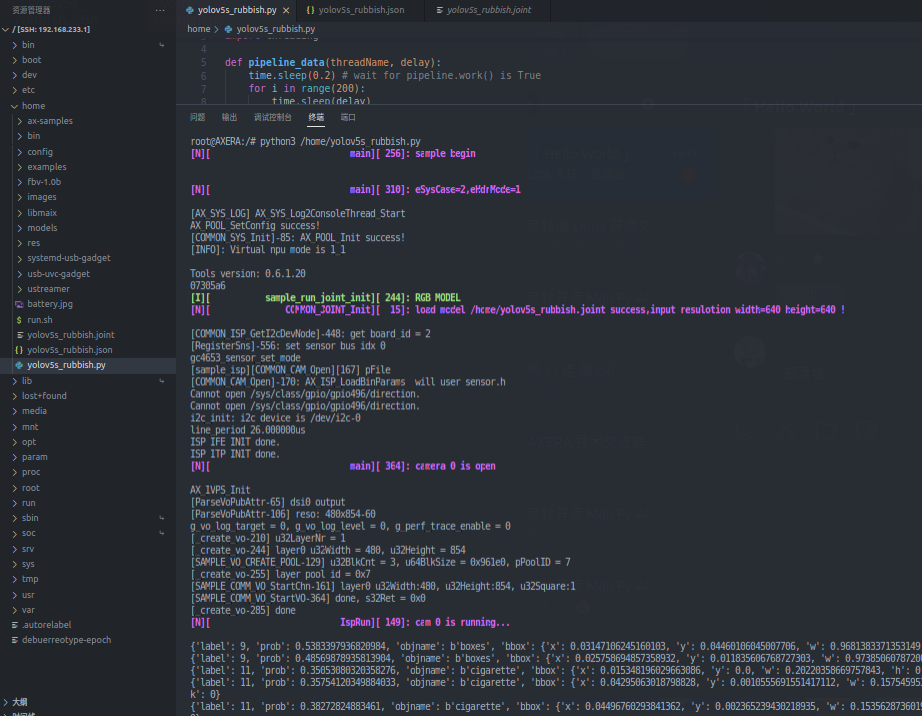 资源管理器
/ [SSH: 192.168.233.1]
bin
boot
dev
etc
home
ax-samples
bin
config
examples
fbv-1.0b
images
libmaix
models
res
systemd-usb-gadget
usb-uvc-gadget
ustreamer
battery.jpg
$ run.sh
yolov5s_rubbish.joint
{} yolov5s_rubbish.json
yolov5s_rubbish.py
lib
lost+found
media
mnt
opt
param
proc
root
run
sbin
soc
srv
sys
tmp
usr
var
.autorelabel
debuerreotype-epoch
大纲
yolov5s_rubbish.py
{} yolov5s_rubbish.json
yolov5s_rubbish.joint
home > yolov5s_rubbish.py
4
5 def pipeline_data(threadName, delay):
6 time.sleep(0.2) # wait for pipeline.work() is True
7 for i in range(200):
8 time.sleep(delay)
问题 输出 调试控制台 终端 端口
root@AXERA:/# python3 /home/yolov5s_rubbish.py
[N][ main][ 256]: sample begin
[N][ main][ 310]: eSysCase=2,eHdrMode=1
[AX_SYS_LOG] AX_SYS_Log2ConsoleThread_Start
AX_POOL_SetConfig success!
[COMMON_SYS_Init]-85: AX_POOL_Init success!
[INFO]: Virtual npu mode is 1_1
Tools version: 0.6.1.20
07305a6
[I][ sample_run_joint_init][ 244]: RGB MODEL
[N][ COMMON_JOINT_Init][ 15]: load model /home/yolov5s_rubbish.joint success,input resulotion width=640 height=640 !
[COMMON_ISP_GetI2cDevNode]-448: get board_id = 2
[RegisterSns]-556: set sensor bus idx 0
gc4653_sensor_set_mode
[sample_isp][COMMON_CAM_Open][167] pFile
[COMMON_CAM_Open]-170: AX_ISP_LoadBinParams  will user sensor.h
Cannot open /sys/class/gpio/gpio496/direction.
Cannot open /sys/class/gpio/gpio496/direction.
i2c_init: i2c device is /dev/i2c-0
line_period 26.000000us
ISP IFE INIT done.
ISP ITP INIT done.
[N][ main][ 364]: camera 0 is open
AX_IVPS_Init
[ParseVoPubAttr-65] dsi0 output
[ParseVoPubAttr-106] reso: 480x854-60
g_vo_log_target = 0, g_vo_log_level = 0, g_perf_trace_enable = 0
[_create_vo-210] u32LayerNr = 1
[_create_vo-244] layer0 u32Width = 480, u32Height = 854
[SAMPLE_VO_CREATE_POOL-129] u32BlkCnt = 3, u64BlkSize = 0x961e0, pPoolID = 7
[_create_vo-255] layer pool id = 0x7
[SAMPLE_COMM_VO_StartChn-161] layer0 u32Width:480, u32Height:854, u32Square:1
[SAMPLE_COMM_VO_StartVO-364] done, s32Ret = 0x0
[_create_vo-285] done
[N][ IspRun][ 149]: cam 0 is running...
{'label': 9, 'prob': 0.5383397936820984, 'objname': b'boxes', 'bbox': {'x': 0.03147106245160103, 'y': 0.04460106045007706, 'w': 0.9681383371353149
{'label': 9, 'prob': 0.48569878935813904, 'objname': b'boxes', 'bbox': {'x': 0.025758694857358932, 'y': 0.011835606768727303, 'w': 0.9738506078720
{'label': 11, 'prob': 0.3505380320358276, 'objname': b'cigarette', 'bbox': {'x': 0.015348196029663086, 'y': 0.0, 'w': 0.20220358669757843, 'h': 0
{'label': 11, 'prob': 0.35754120349884033, 'objname': b'cigarette', 'bbox': {'x': 0.04295063018798828, 'y': 0.0010555691551417112, 'w': 0.15754595
k': 0}
{'label': 11, 'prob': 0.38272824883461, 'objname': b'cigarette', 'bbox': {'x': 0.04496760293841362, 'y': 0.002365239430218935, 'w': 0.153562873601